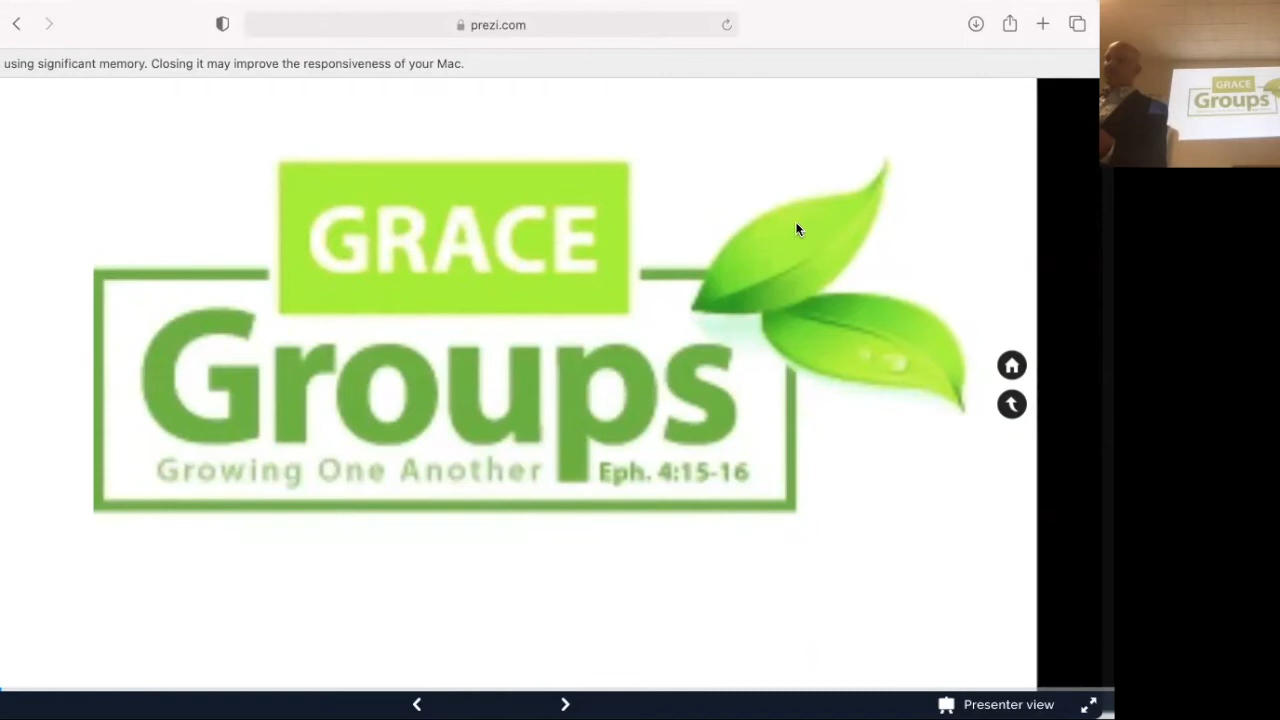 prezi.com
using significant memory. Closing it may improve the responsiveness of your Mac.
GRACE
Groups
GRACE
Groups
Growing One Another Eph. 4:15-16
Presenter view